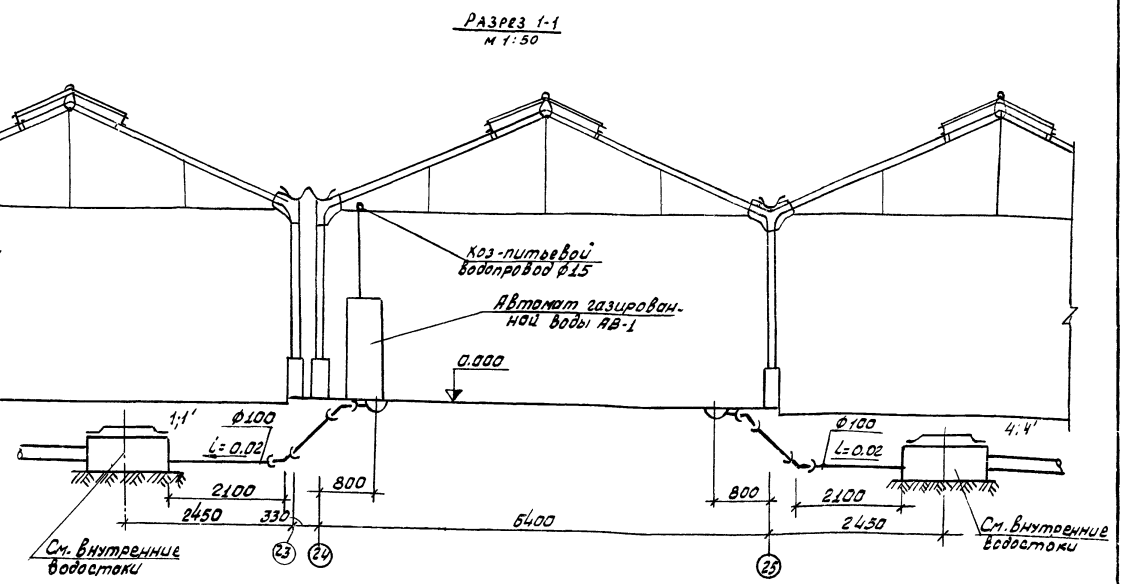 Разрез 1-1
М 1:50
Хоз-питьевой
водопровод ф15
Автомат газирован-
ной воды АВ-1
0.000
1;1'
ф100
i=0.02
ф100
i=0.02
4;4'
2100
800
800
2100
2450
330
6400
2450
23
24
25
См. внутренние
водостоки
См. внутренние
водостоки